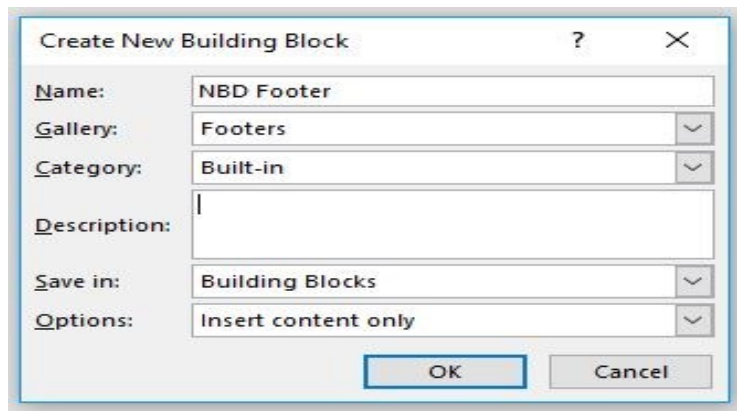 Create New Building Block ?
Name: NBD Footer
Gallery: Footers
Category: Built-in
Description:
Save in: Building Blocks
Options: Insert content only
OK Cancel